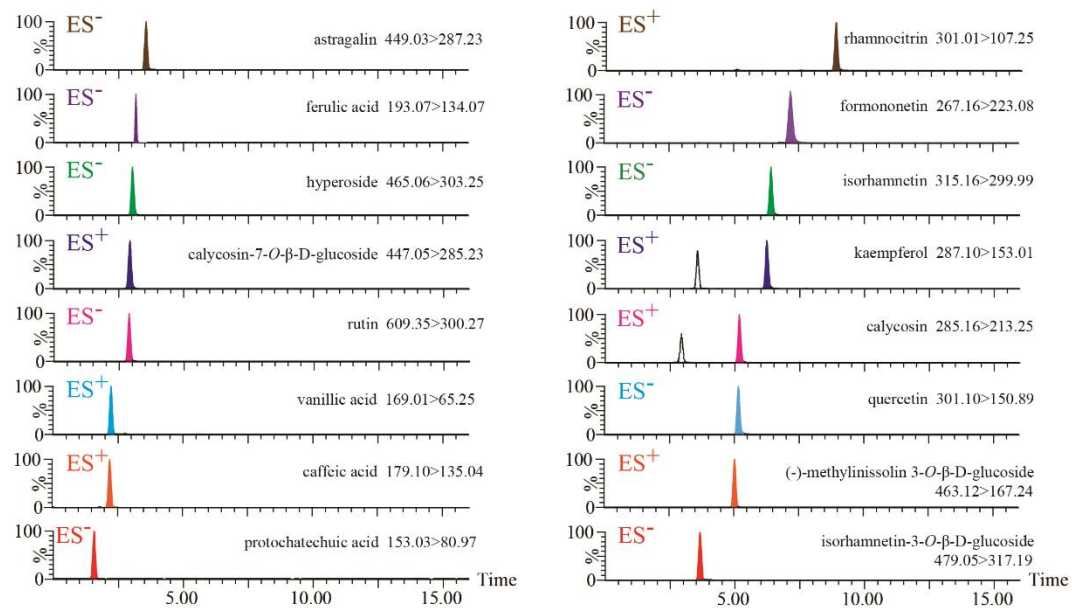 100
ES⁻
astragalin 449.03>287.23
%
0
100
ES⁻
ferulic acid 193.07>134.07
%
0
100
ES⁻
hyperoside 465.06>303.25
%
0
100
ES⁺
calycosin-7-O-β-D-glucoside 447.05>285.23
%
0
100
ES⁻
rutin 609.35>300.27
%
0
100
ES⁺
vanillic acid 169.01>65.25
%
0
100
ES⁺
caffeic acid 179.10>135.04
%
0
100
ES⁻
protochatechuic acid 153.03>80.97
%
0
Time
5.00 10.00 15.00
100
ES⁺
rhamnocitrin 301.01>107.25
%
0
100
ES⁻
formononetin 267.16>223.08
%
0
100
ES⁻
isorhamnetin 315.16>299.99
%
0
100
ES⁺
kaempferol 287.10>153.01
%
0
100
ES⁺
calycosin 285.16>213.25
%
0
100
ES⁻
quercetin 301.10>150.89
%
0
100
ES⁺
(-)-methylinissolin 3-O-β-D-glucoside
463.12>167.24
%
0
100
ES⁻
isorhamnetin-3-O-β-D-glucoside
479.05>317.19
%
0
Time
5.00 10.00 15.00